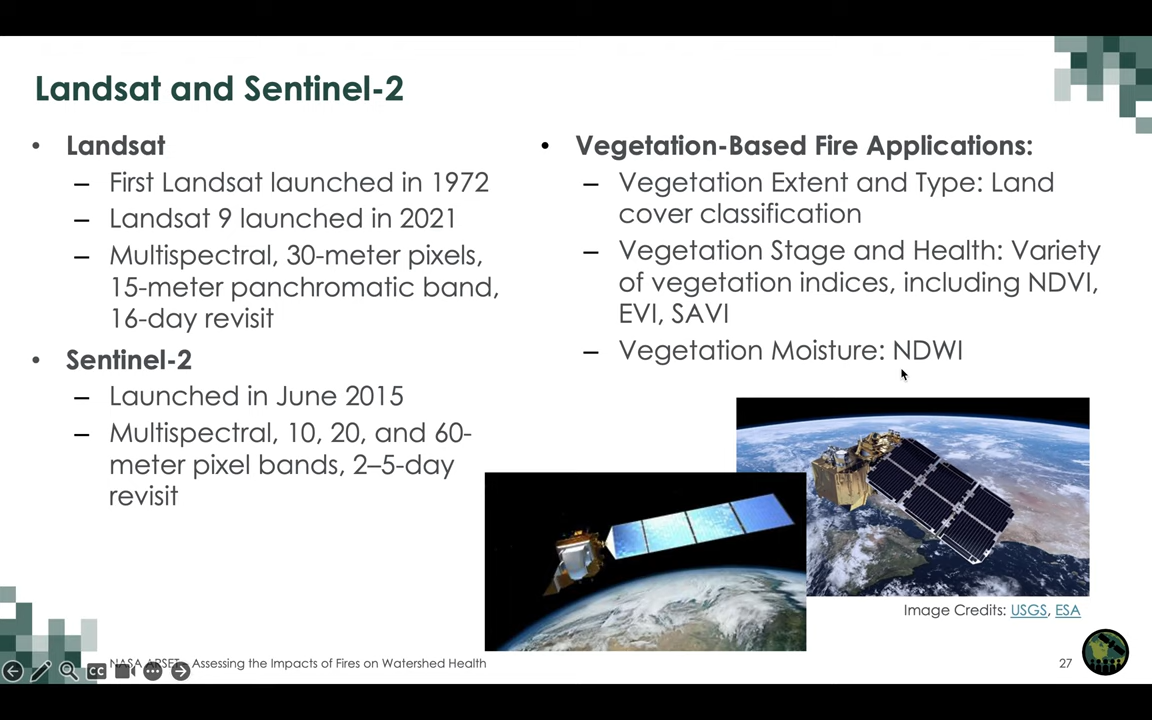 Landsat and Sentinel-2
• Landsat
– First Landsat launched in 1972
– Landsat 9 launched in 2021
– Multispectral, 30-meter pixels,
15-meter panchromatic band,
16-day revisit
• Sentinel-2
– Launched in June 2015
– Multispectral, 10, 20, and 60-
meter pixel bands, 2–5-day
revisit
• Vegetation-Based Fire Applications:
– Vegetation Extent and Type: Land
cover classification
– Vegetation Stage and Health: Variety
of vegetation indices, including NDVI,
EVI, SAVI
– Vegetation Moisture: NDWI
Image Credits: USGS, ESA
CC
NASA ARSET – Assessing the Impacts of Fires on Watershed Health
27